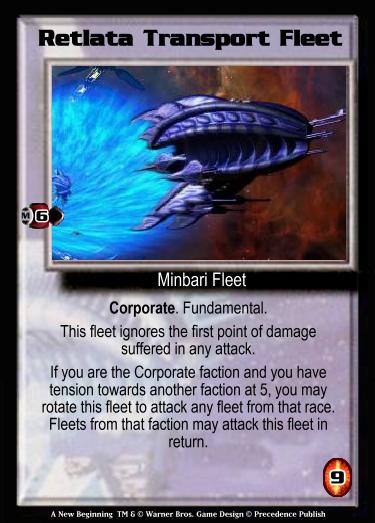 Retlata Transport Fleet
M 6
Minbari Fleet
Corporate. Fundamental.
This fleet ignores the first point of damage
suffered in any attack.
If you are the Corporate faction and you have
tension towards another faction at 5, you may
rotate this fleet to attack any fleet from that race.
Fleets from that faction may attack this fleet in
return.
9
A New Beginning TM & © Warner Bros. Game Design © Precedence Publish